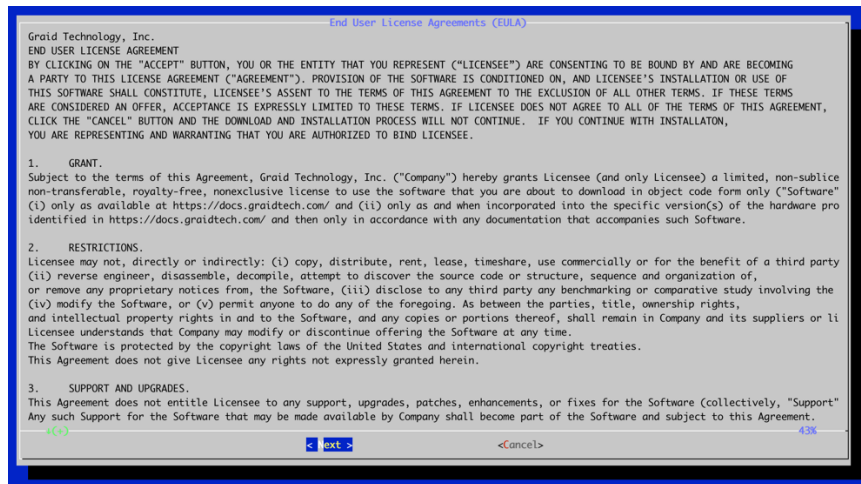 End User License Agreements (EULA)
Graid Technology, Inc.
END USER LICENSE AGREEMENT
BY CLICKING ON THE "ACCEPT" BUTTON, YOU OR THE ENTITY THAT YOU REPRESENT (“LICENSEE”) ARE CONSENTING TO BE BOUND BY AND ARE BECOMING
A PARTY TO THIS LICENSE AGREEMENT ("AGREEMENT"). PROVISION OF THE SOFTWARE IS CONDITIONED ON, AND LICENSEE’S INSTALLATION OR USE OF
THIS SOFTWARE SHALL CONSTITUTE, LICENSEE’S ASSENT TO THE TERMS OF THIS AGREEMENT TO THE EXCLUSION OF ALL OTHER TERMS. IF THESE TERMS
ARE CONSIDERED AN OFFER, ACCEPTANCE IS EXPRESSLY LIMITED TO THESE TERMS. IF LICENSEE DOES NOT AGREE TO ALL OF THE TERMS OF THIS AGREEMENT,
CLICK THE "CANCEL" BUTTON AND THE DOWNLOAD AND INSTALLATION PROCESS WILL NOT CONTINUE.  IF YOU CONTINUE WITH INSTALLATON,
YOU ARE REPRESENTING AND WARRANTING THAT YOU ARE AUTHORIZED TO BIND LICENSEE.
1.    GRANT.
Subject to the terms of this Agreement, Graid Technology, Inc. ("Company") hereby grants Licensee (and only Licensee) a limited, non-sublice
non-transferable, royalty-free, nonexclusive license to use the software that you are about to download in object code form only ("Software"
(i) only as available at https://docs.graidtech.com/ and (ii) only as and when incorporated into the specific version(s) of the hardware pro
identified in https://docs.graidtech.com/ and then only in accordance with any documentation that accompanies such Software.
2.    RESTRICTIONS.
Licensee may not, directly or indirectly: (i) copy, distribute, rent, lease, timeshare, use commercially or for the benefit of a third party
(ii) reverse engineer, disassemble, decompile, attempt to discover the source code or structure, sequence and organization of,
or remove any proprietary notices from, the Software, (iii) disclose to any third party any benchmarking or comparative study involving the
(iv) modify the Software, or (v) permit anyone to do any of the foregoing. As between the parties, title, ownership rights,
and intellectual property rights in and to the Software, and any copies or portions thereof, shall remain in Company and its suppliers or li
Licensee understands that Company may modify or discontinue offering the Software at any time.
The Software is protected by the copyright laws of the United States and international copyright treaties.
This Agreement does not give Licensee any rights not expressly granted herein.
3.    SUPPORT AND UPGRADES.
This Agreement does not entitle Licensee to any support, upgrades, patches, enhancements, or fixes for the Software (collectively, "Support"
Any such Support for the Software that may be made available by Company shall become part of the Software and subject to this Agreement.
43%
< Next > <Cancel>